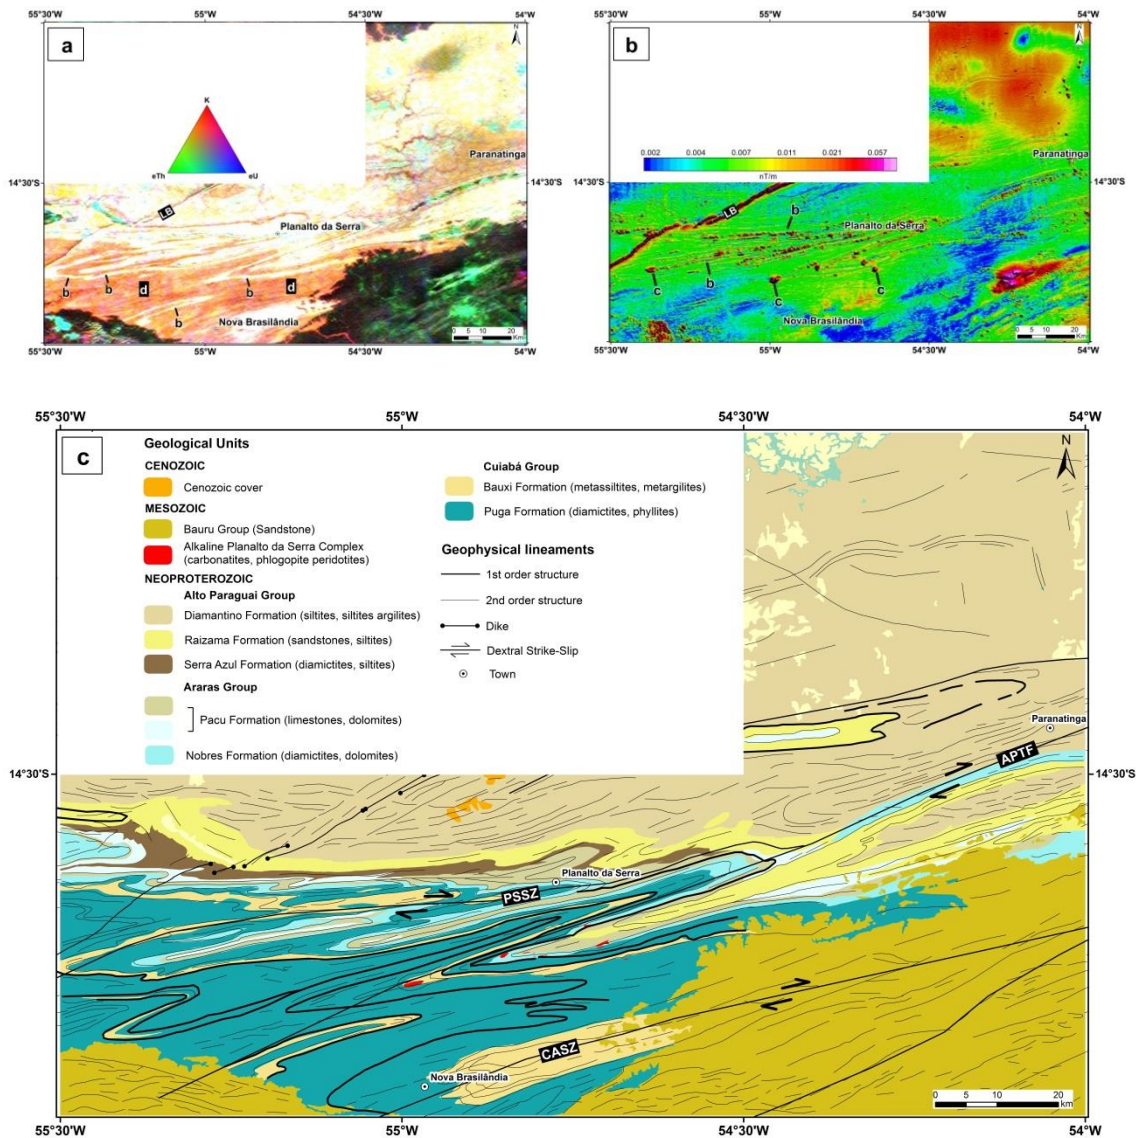 55°30'W
55°W
54°30'W
54°W
a
N
K
eTh
eU
Paranatinga
14°30'S
LB
Planalto da Serra
b
b
d
b
d
b
Nova Brasilândia
0 5 10 20
Km
55°30'W
55°W
54°30'W
54°W
55°30'W
55°W
54°30'W
54°W
b
N
0.002 0.004 0.007 0.011 0.021 0.057
nT/m
Paranatinga
14°30'S
14°30'S
LB
b
Planalto da Serra
c
b
c
c
Nova Brasilândia
0 5 10 20
Km
55°30'W
55°W
54°30'W
54°W
55°30'W
55°W
54°30'W
54°W
c
N
Geological Units
CENOZOIC
Cenozoic cover
MESOZOIC
Bauru Group (Sandstone)
Alkaline Planalto da Serra Complex
(carbonatites, phlogopite peridotites)
NEOPROTEROZOIC
Alto Paraguai Group
Diamantino Formation (siltites, siltites argilites)
Raizama Formation (sandstones, siltites)
Serra Azul Formation (diamictites, siltites)
Araras Group
Pacu Formation (limestones, dolomites)
Nobres Formation (diamictites, dolomites)
Cuiabá Group
Bauxi Formation (metassiltites, metargilites)
Puga Formation (diamictites, phyllites)
Geophysical lineaments
1st order structure
2nd order structure
Dike
Dextral Strike-Slip
Town
Paranatinga
14°30'S
APTF
14°30'S
Planalto da Serra
PSSZ
CASZ
Nova Brasilândia
0 5 10 20
km
55°30'W
55°W
54°30'W
54°W